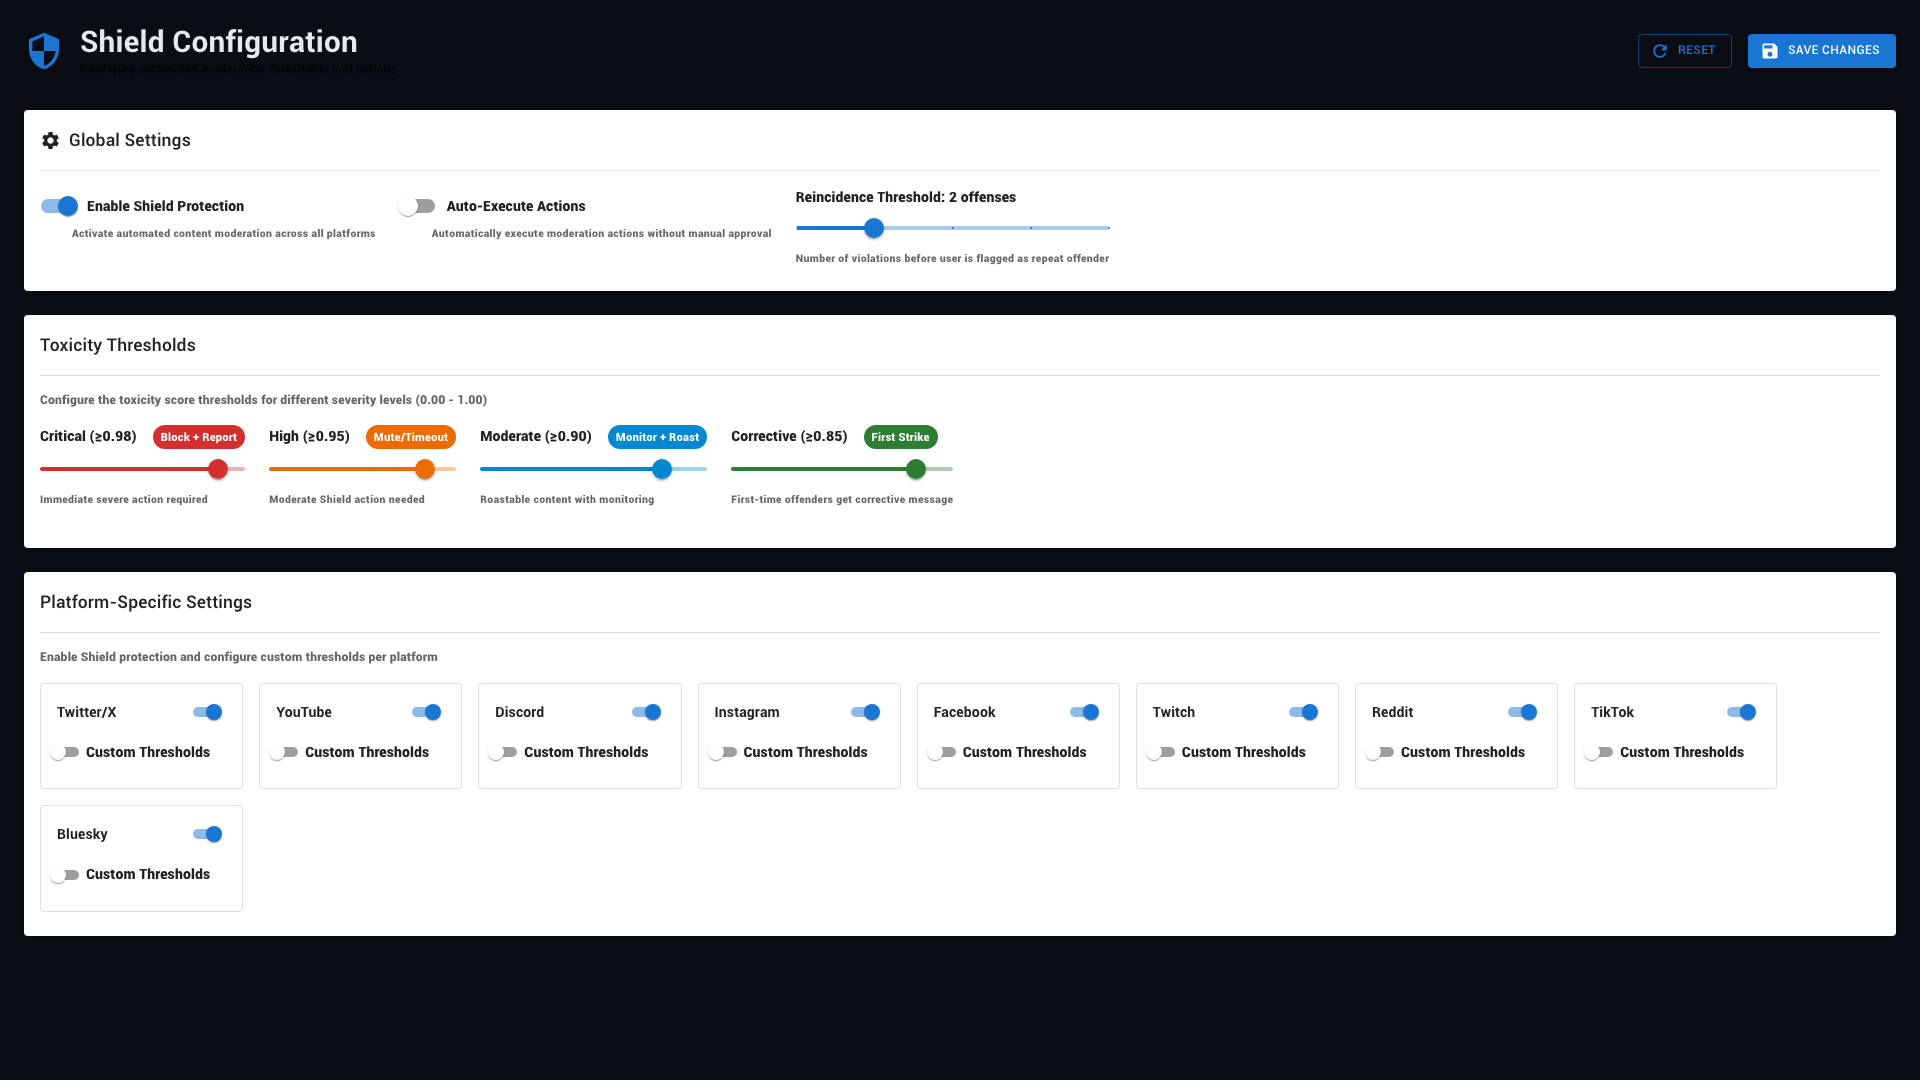 Shield Configuration
Configure automated moderation thresholds and actions
RESET
SAVE CHANGES
Global Settings
Enable Shield Protection
Activate automated content moderation across all platforms
Auto-Execute Actions
Automatically execute moderation actions without manual approval
Reincidence Threshold: 2 offenses
Number of violations before user is flagged as repeat offender
Toxicity Thresholds
Configure the toxicity score thresholds for different severity levels (0.00 - 1.00)
Critical (≥0.98)
Block + Report
Immediate severe action required
High (≥0.95)
Mute/Timeout
Moderate Shield action needed
Moderate (≥0.90)
Monitor + Roast
Roastable content with monitoring
Corrective (≥0.85)
First Strike
First-time offenders get corrective message
Platform-Specific Settings
Enable Shield protection and configure custom thresholds per platform
Twitter/X
Custom Thresholds
YouTube
Custom Thresholds
Discord
Custom Thresholds
Instagram
Custom Thresholds
Facebook
Custom Thresholds
Twitch
Custom Thresholds
Reddit
Custom Thresholds
TikTok
Custom Thresholds
Bluesky
Custom Thresholds